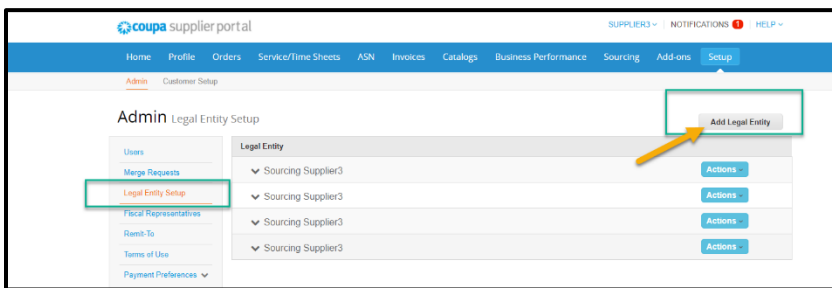 coupa supplier portal
SUPPLIER3 NOTIFICATIONS 1 HELP
Home Profile Orders Service/Time Sheets ASN Invoices Catalogs Business Performance Sourcing Add-ons Setup
Admin Customer Setup
Admin Legal Entity Setup
Add Legal Entity
Users
Merge Requests
Legal Entity Setup
Fiscal Representatives
Remit-To
Terms of Use
Payment Preferences
Legal Entity
Sourcing Supplier3 Actions
Sourcing Supplier3 Actions
Sourcing Supplier3 Actions
Sourcing Supplier3 Actions